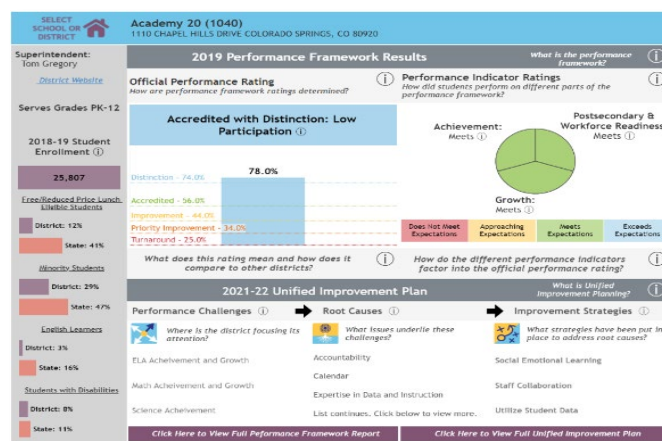 SELECT
SCHOOL OR
DISTRICT
Academy 20 (1040)
1110 CHAPEL HILLS DRIVE COLORADO SPRINGS, CO 80920
Superintendent:
Tom Gregory
District Website
Serves Grades PK-12
2018-19 Student
Enrollment ⓘ
25,807
Free/Reduced Price Lunch
Eligible Students
District: 12%
State: 41%
Minority Students
District: 29%
State: 47%
English Learners
District: 3%
State: 16%
Students with Disabilities
District: 8%
State: 11%
2019 Performance Framework Results
What is the performance
framework?
Official Performance Rating
How are performance framework ratings determined?
Accredited with Distinction: Low
Participation ⓘ
78.0%
Distinction - 74.0%
Accredited - 56.0%
Improvement - 44.0%
Priority Improvement - 34.0%
Turnaround - 25.0%
What does this rating mean and how does it
compare to other districts?
Performance Indicator Ratings
How did students perform on different parts of the
performance framework?
Achievement:
Meets ⓘ
Postsecondary &
Workforce Readiness
Meets ⓘ
Growth:
Meets ⓘ
Does Not Meet
Expectations
Approaching
Expectations
Meets
Expectations
Exceeds
Expectations
How do the different performance indicators
factor into the official performance rating?
2021-22 Unified Improvement Plan
What is Unified
Improvement Planning?
Performance Challenges ⓘ
Where is the district focusing its
attention?
ELA Acheivement and Growth
Math Acheivement and Growth
Science Acheivement
Root Causes ⓘ
What issues underlie these
challenges?
Accountability
Calendar
Expertise in Data and Instruction
List continues. Click below to view more.
Improvement Strategies ⓘ
What strategies have been put in
place to address root causes?
Social Emotional Learning
Staff Collaboration
Utilize Student Data
Click Here to View Full Peformance Framework Report
Click Here to View Full Unified Improvement Plan